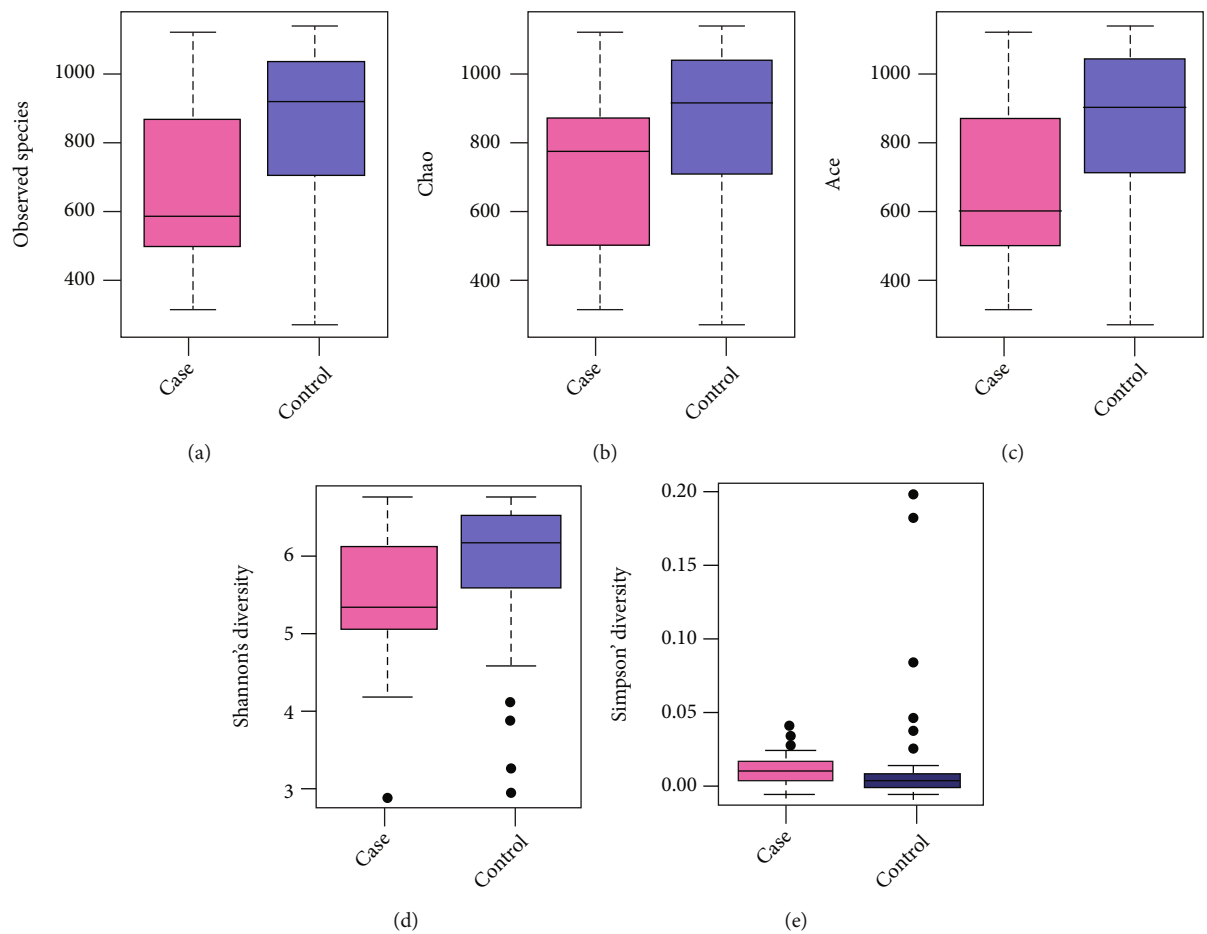 Observed species
1000
800
600
400
Case
Control
(a)
Chao
1000
800
600
400
Case
Control
(b)
Ace
1000
800
600
400
Case
Control
(c)
Shannon's diversity
6
5
4
3
Case
Control
(d)
Simpson' diversity
0.20
0.15
0.10
0.05
0.00
Case
Control
(e)